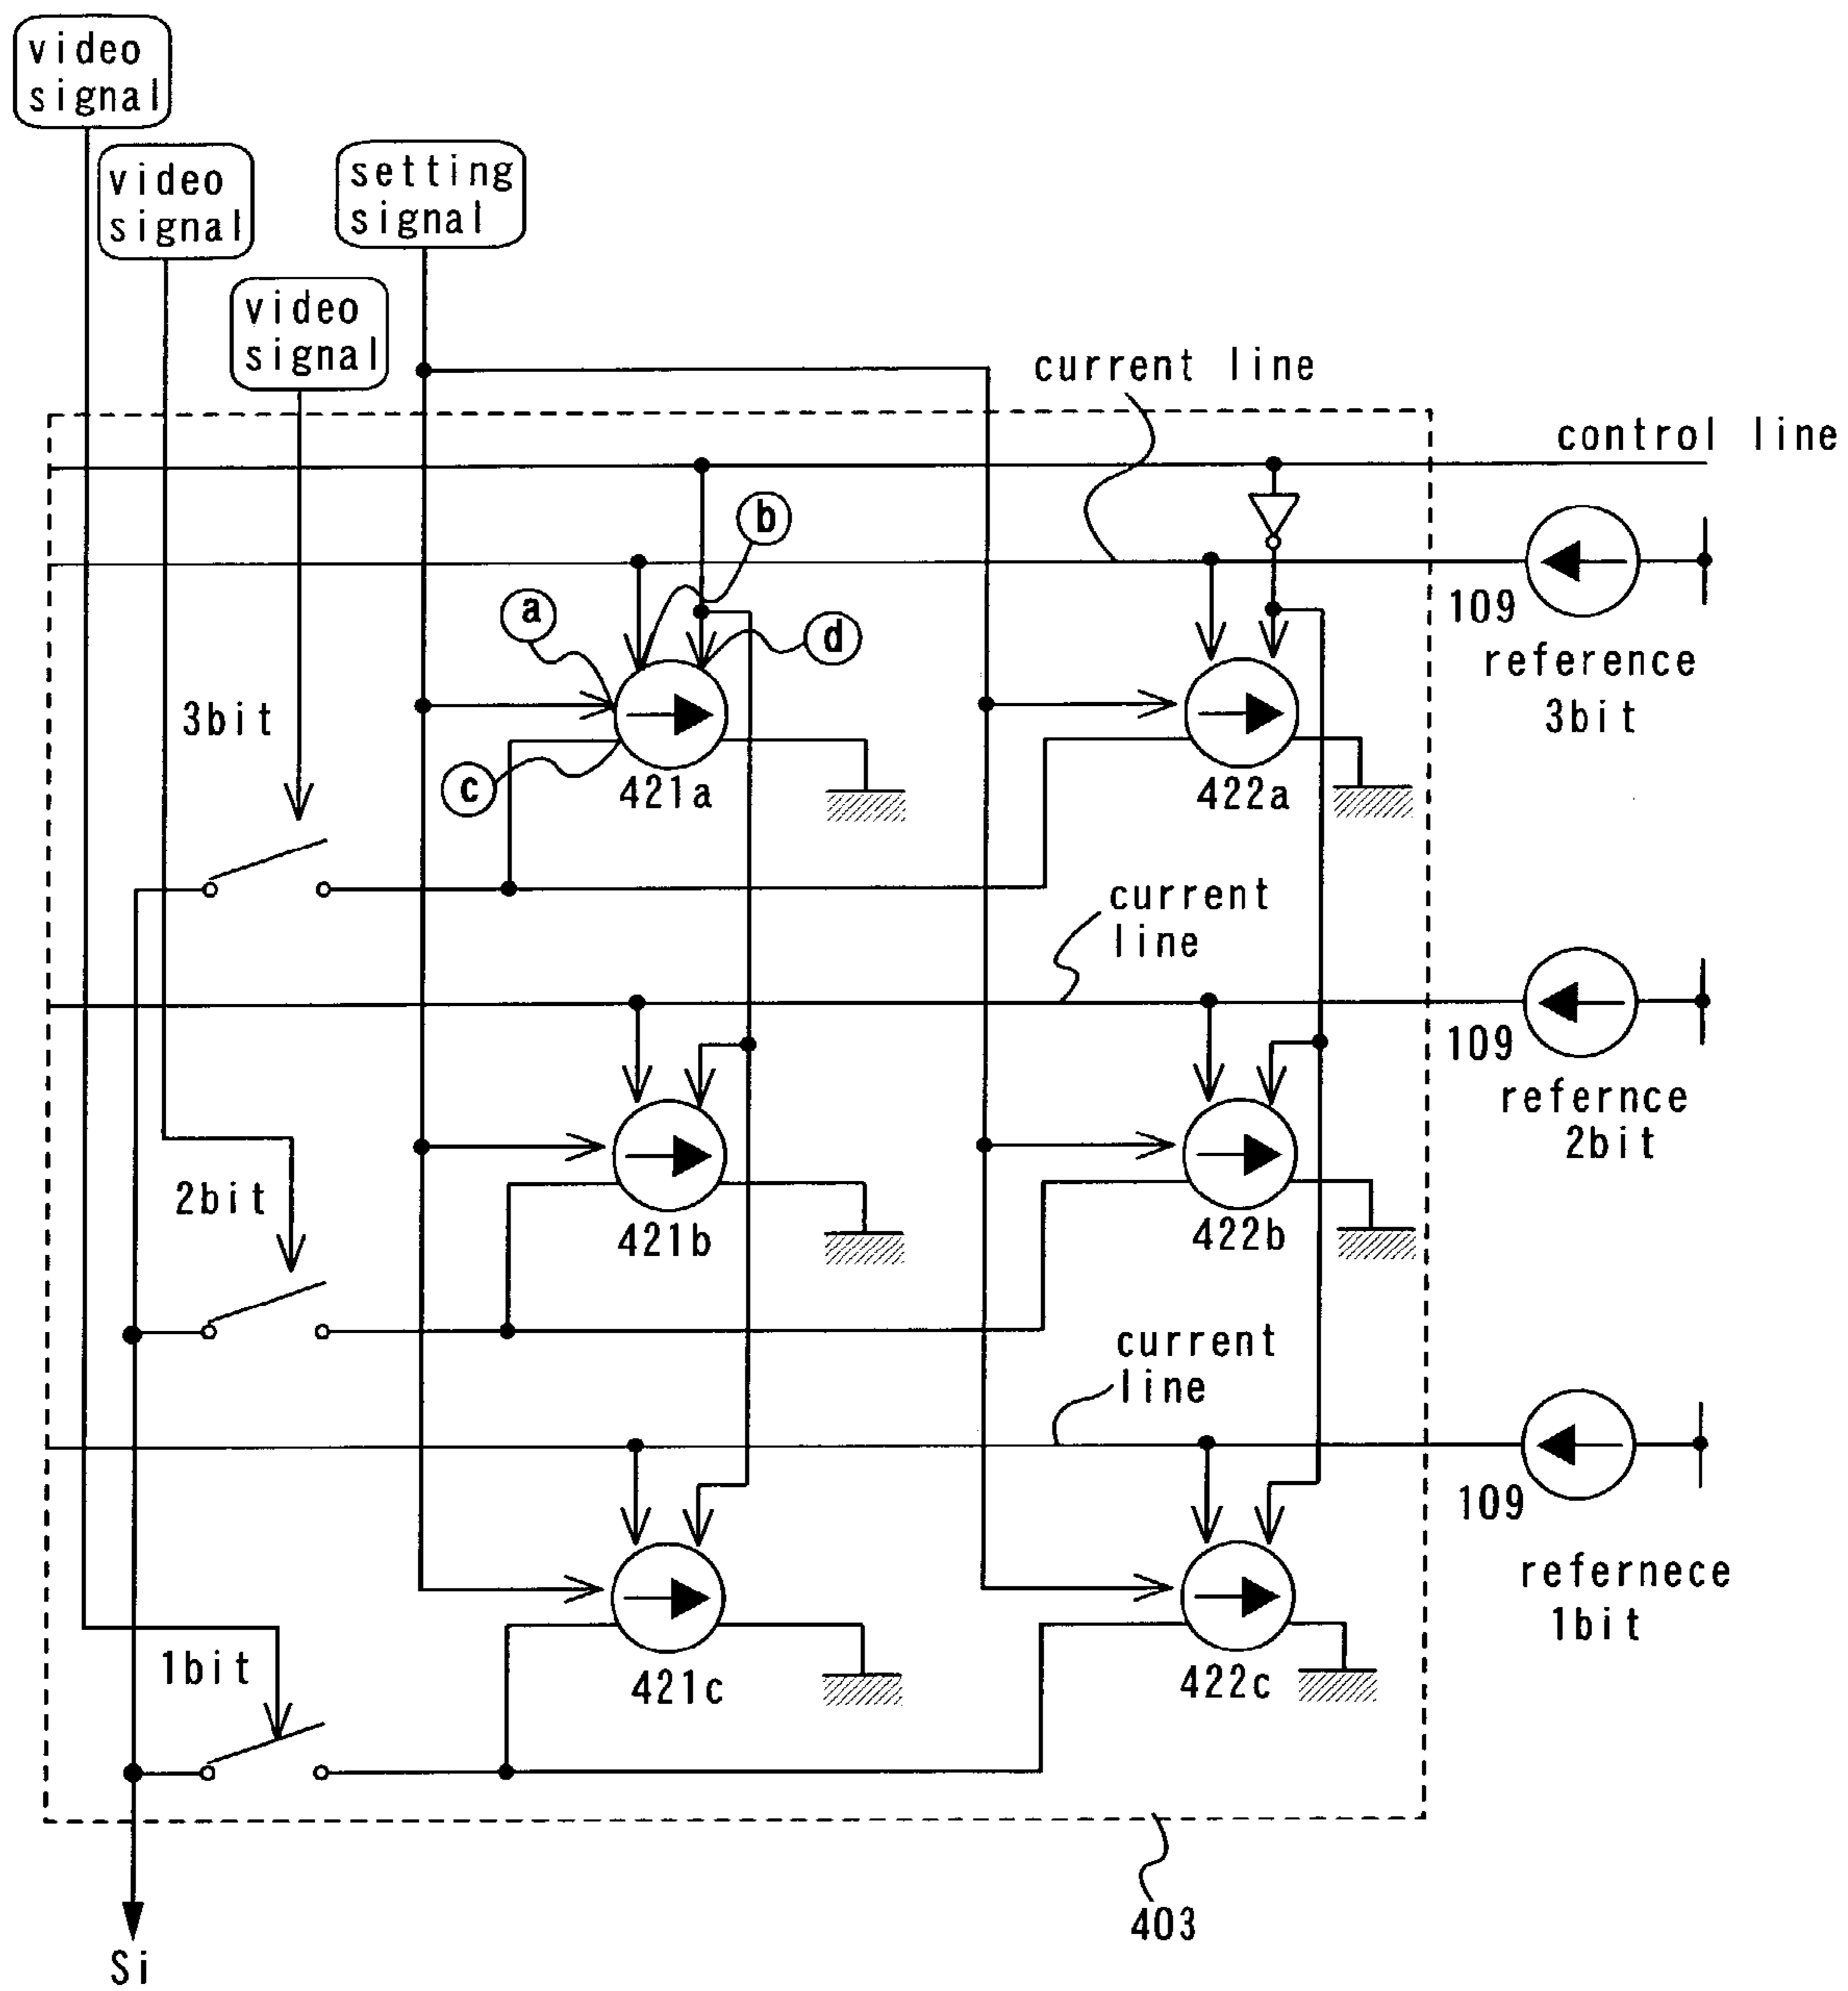 video
signal
video
signal
setting
signal
video
signal
current line
control line
b
a
d
109
reference
3bit
3bit
c
421a
422a
current
line
109
refernce
2bit
2bit
421b
422b
current
line
109
refernece
1bit
1bit
421c
422c
403
Si